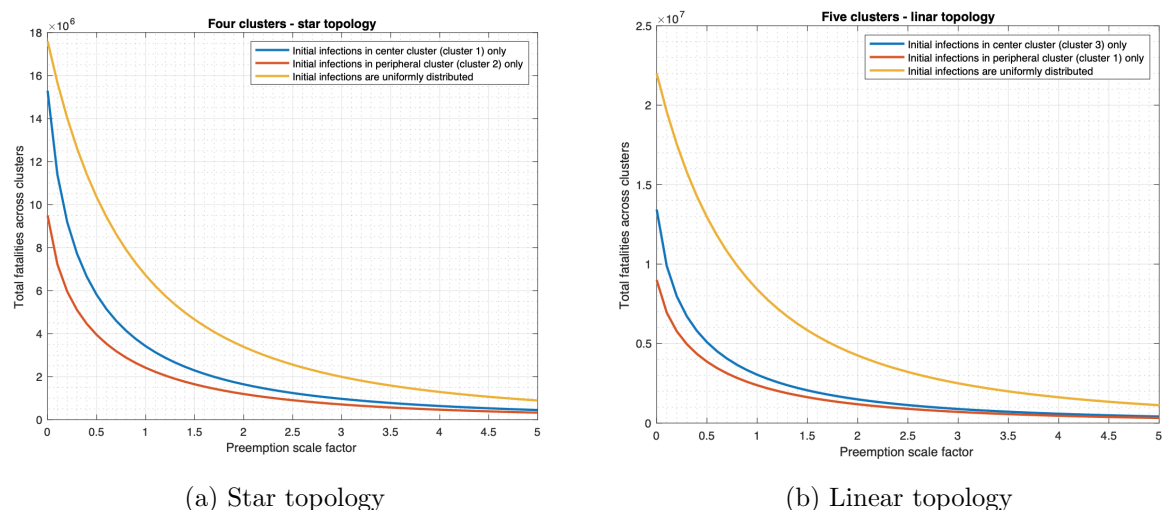 Four clusters - star topology
×10⁶
18
16
14
12
10
8
6
4
2
0
Total fatalities across clusters
Initial infections in center cluster (cluster 1) only
Initial infections in peripheral cluster (cluster 2) only
Initial infections are uniformly distributed
0 0.5 1 1.5 2 2.5 3 3.5 4 4.5 5
Preemption scale factor
(a) Star topology
Five clusters - linar topology
×10⁷
2.5
2
1.5
1
0.5
0
Total fatalities across clusters
Initial infections in center cluster (cluster 3) only
Initial infections in peripheral cluster (cluster 1) only
Initial infections are uniformly distributed
0 0.5 1 1.5 2 2.5 3 3.5 4 4.5 5
Preemption scale factor
(b) Linear topology